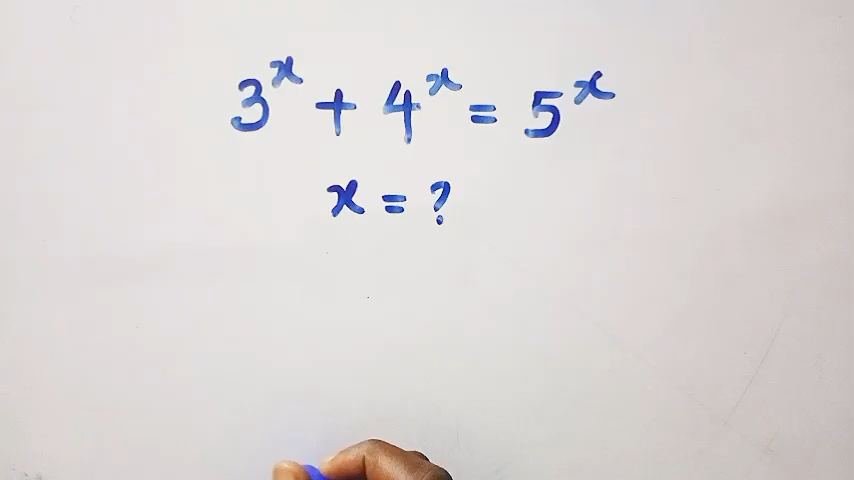 3^x + 4^x = 5^x
x = ?